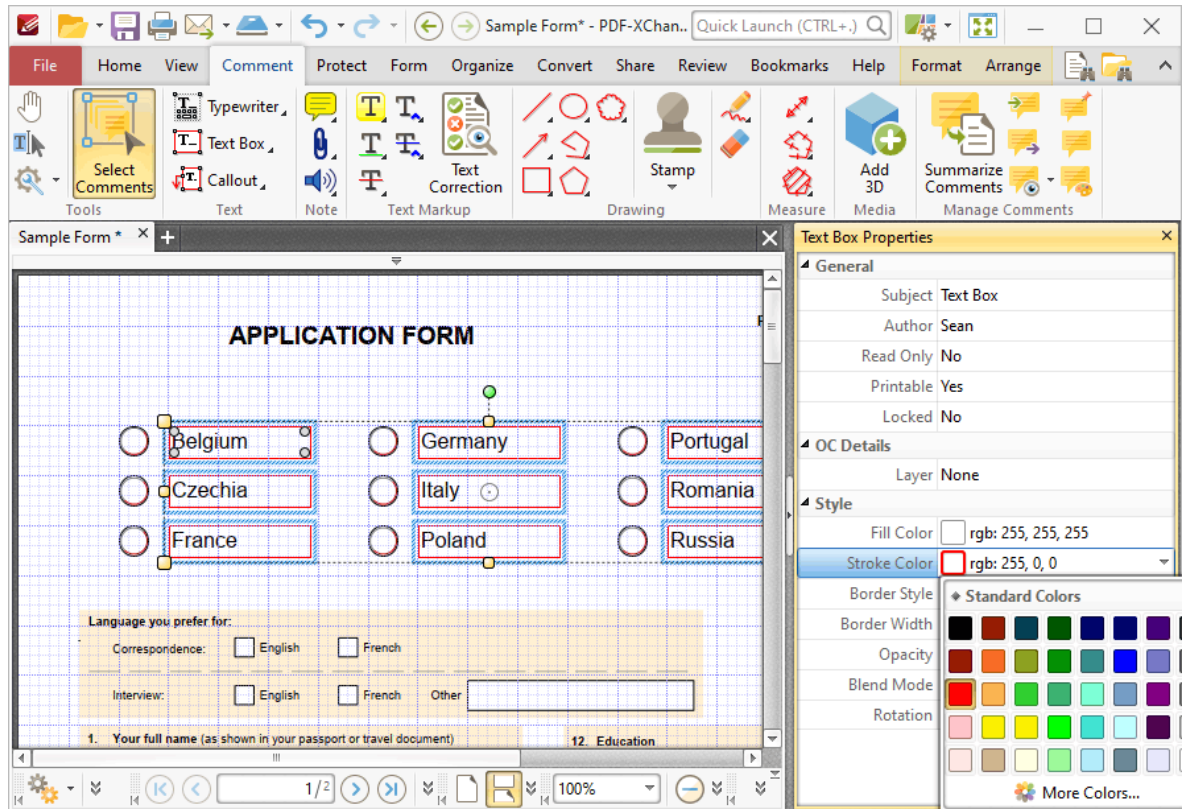 Sample Form* - PDF-XChan.. Quick Launch (CTRL+.)
File Home View Comment Protect Form Organize Convert Share Review Bookmarks Help Format Arrange
Typewriter
Text Box
Callout
Select Comments
Text Correction
Stamp
Add 3D
Summarize Comments
Tools Text Note Text Markup Drawing Measure Media Manage Comments
Sample Form *
Text Box Properties
General
Subject Text Box
Author Sean
Read Only No
Printable Yes
Locked No
OC Details
Layer None
Style
Fill Color rgb: 255, 255, 255
Stroke Color rgb: 255, 0, 0
Border Style
Border Width
Opacity
Blend Mode
Rotation
Standard Colors
More Colors...
APPLICATION FORM
Belgium Germany Portugal
Czechia Italy Romania
France Poland Russia
Language you prefer for:
Correspondence: English French
Interview: English French Other
1. Your full name (as shown in your passport or travel document) 12. Education
1/2 100%